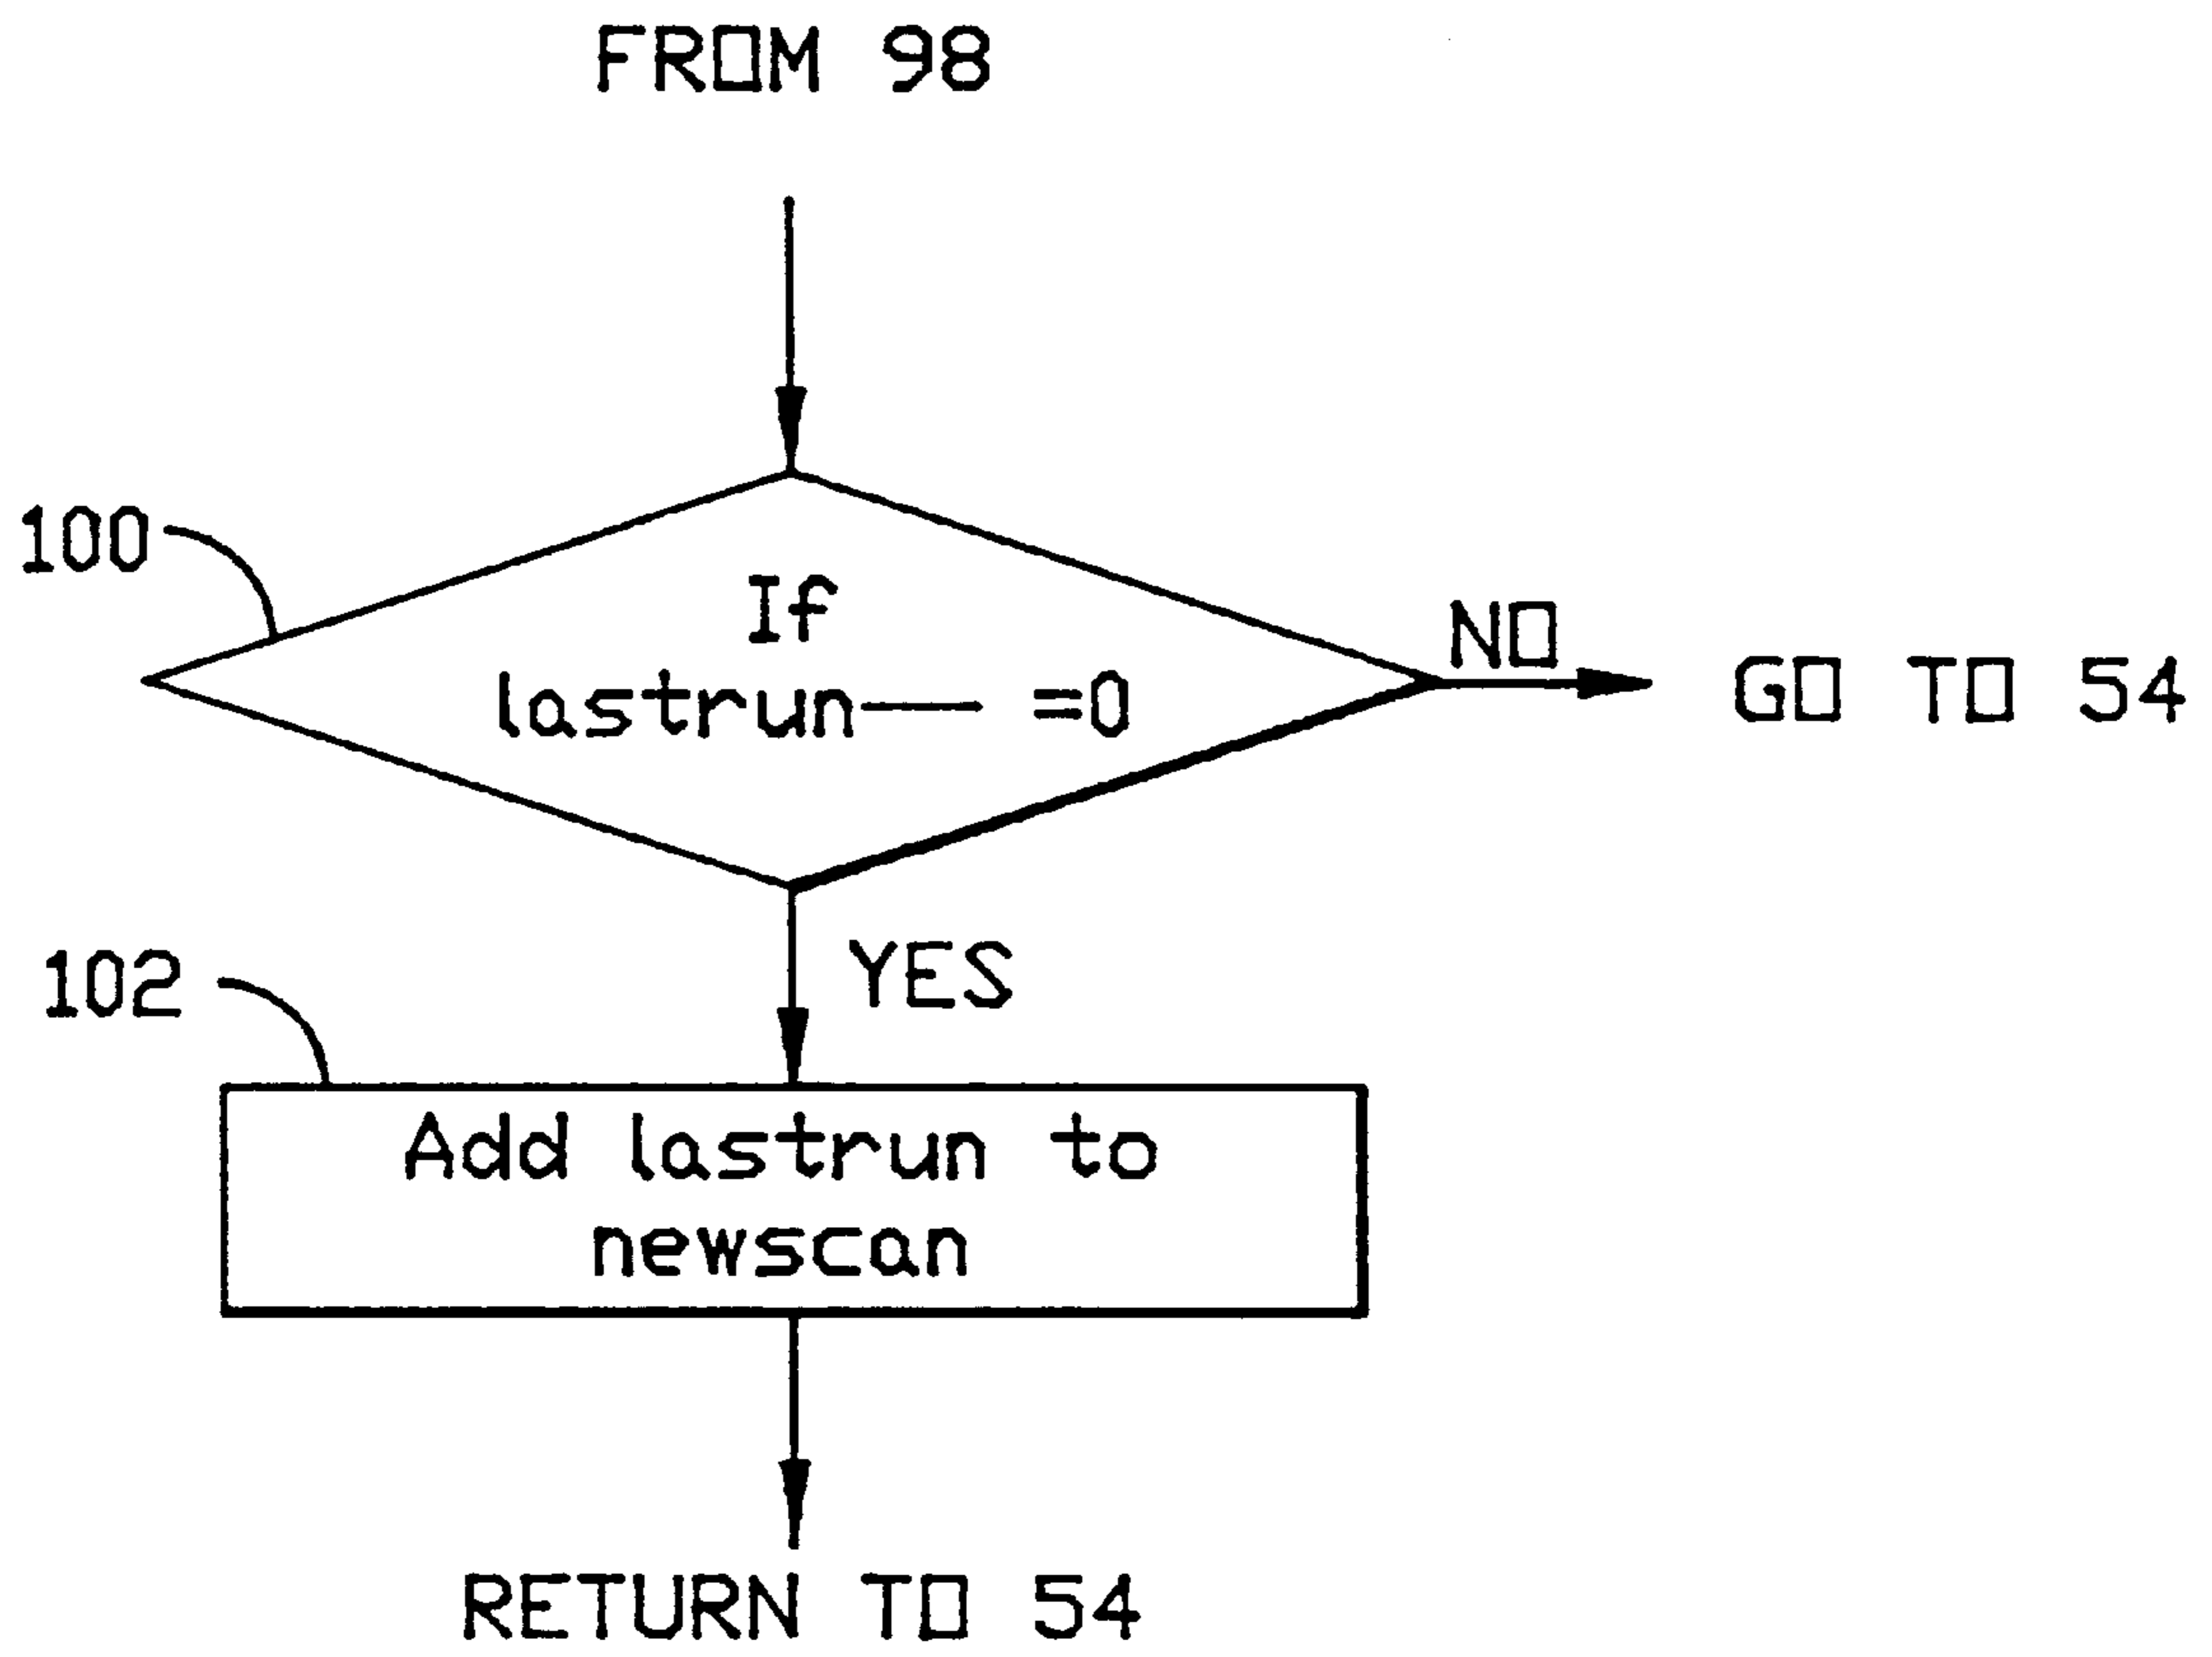 FROM 98
100
If
lastrun— =0
NO
GO TO 54
YES
102
Add lastrun to
newscan
RETURN TO 54